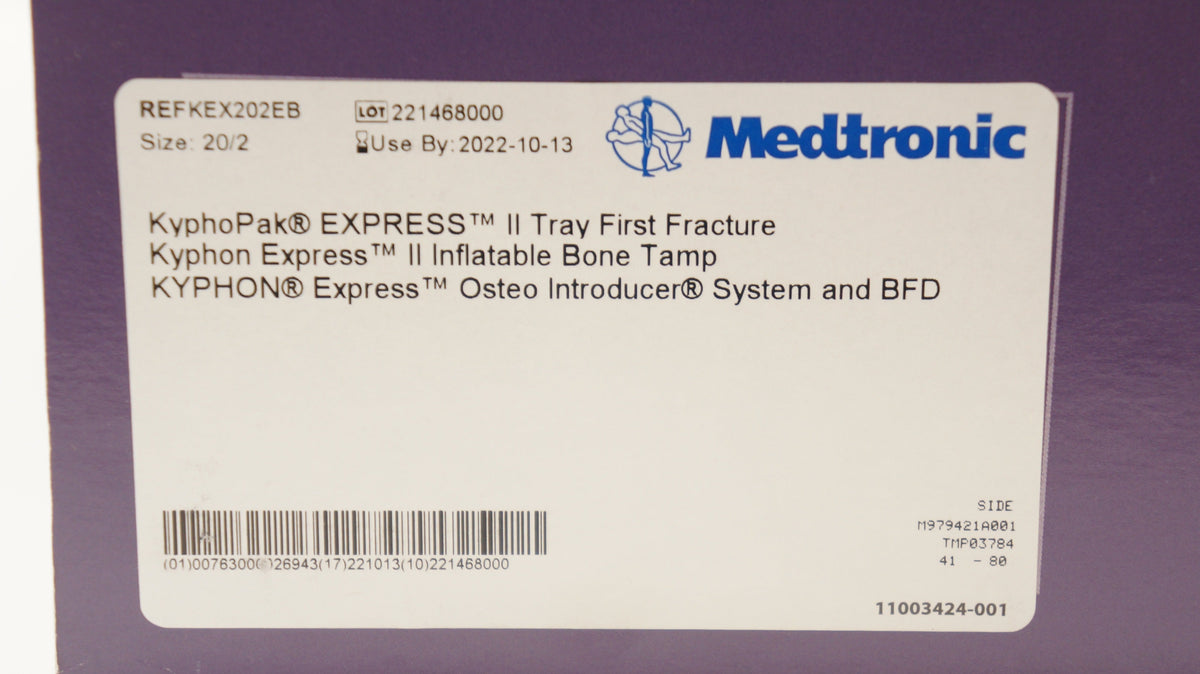 REFKEX202EB
LOT 221468000
Size: 20/2
Use By: 2022-10-13
Medtronic
KyphoPak® EXPRESS™ II Tray First Fracture
Kyphon Express™ II Inflatable Bone Tamp
KYPHON® Express™ Osteo Introducer® System and BFD
SIDE
M979421A001
TMP03784
41 - 80
11003424-001